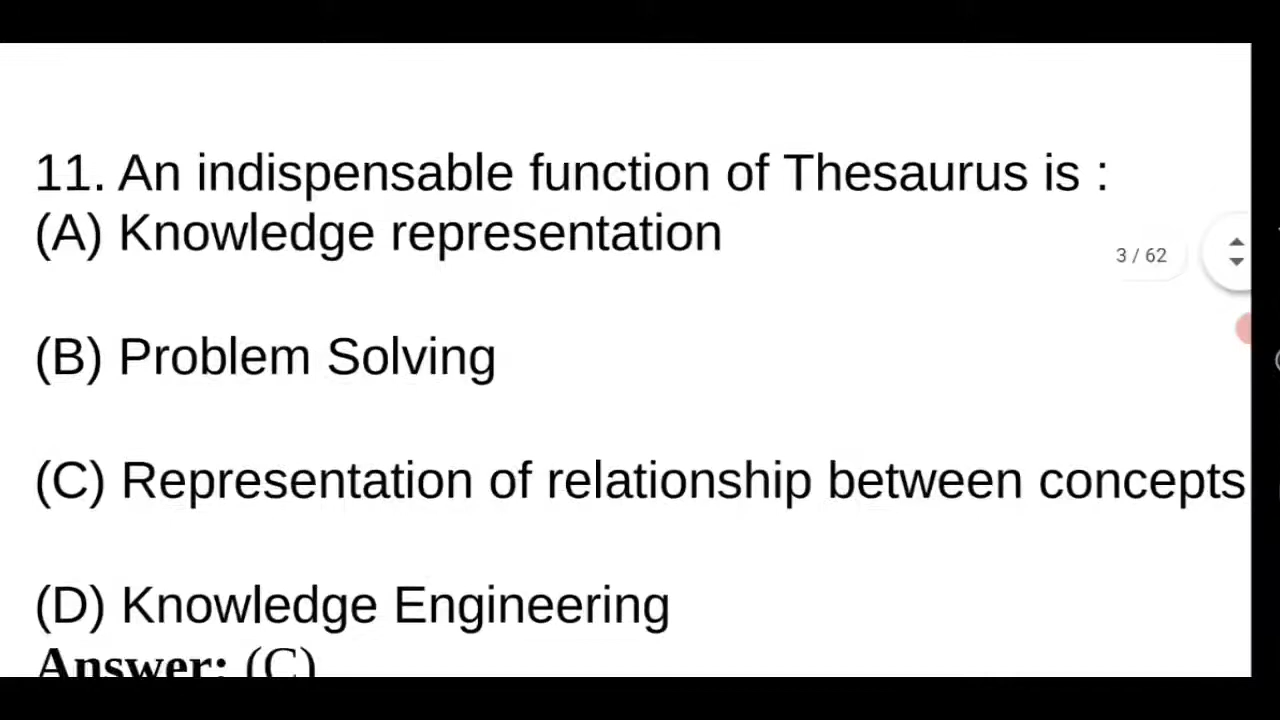 11. An indispensable function of Thesaurus is :
(A) Knowledge representation
3 / 62
(B) Problem Solving
(C) Representation of relationship between concepts
(D) Knowledge Engineering
Answer: (C)